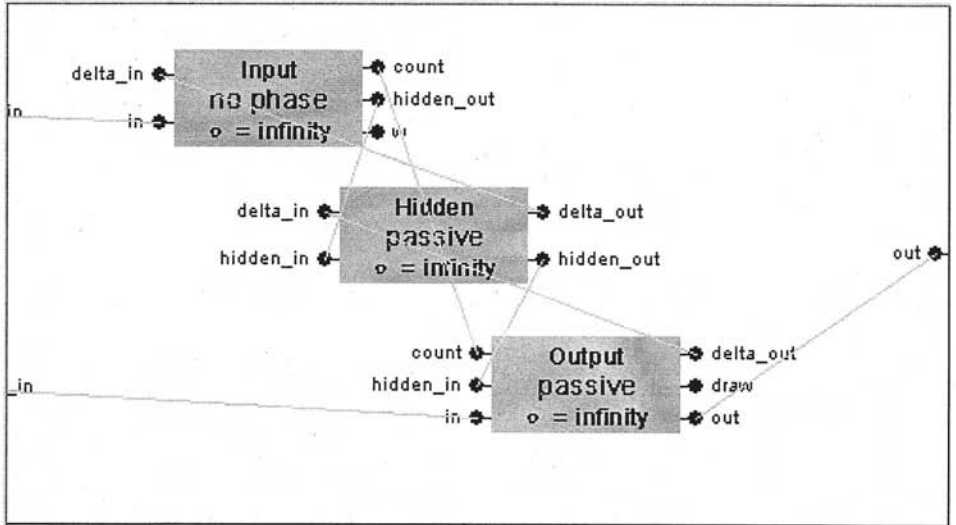 Input
no phase
σ = infinity
delta_in
in
count
hidden_out
in
Hidden
passive
σ = infinity
delta_in
hidden_in
delta_out
hidden_out
out
Output
passive
σ = infinity
count
hidden_in
in
delta_out
draw
out
_in